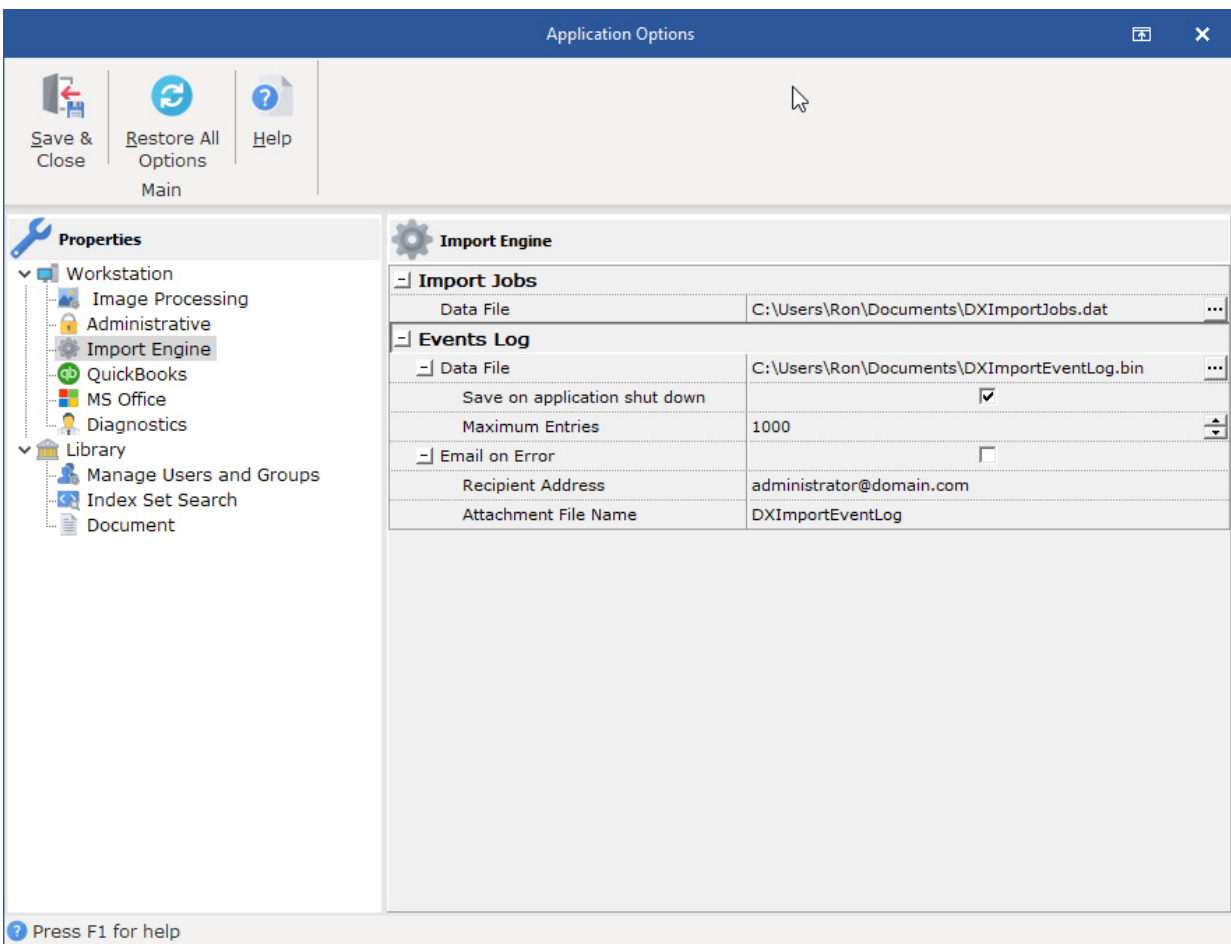 Application Options
Save & Close
Restore All Options
Help
Main
Properties
Workstation
Image Processing
Administrative
Import Engine
QuickBooks
MS Office
Diagnostics
Library
Manage Users and Groups
Index Set Search
Document
Import Engine
Import Jobs
Data File C:\Users\Ron\Documents\DXImportJobs.dat ...
Events Log
Data File C:\Users\Ron\Documents\DXImportEventLog.bin ...
Save on application shut down
Maximum Entries 1000
Email on Error
Recipient Address administrator@domain.com
Attachment File Name DXImportEventLog
Press F1 for help